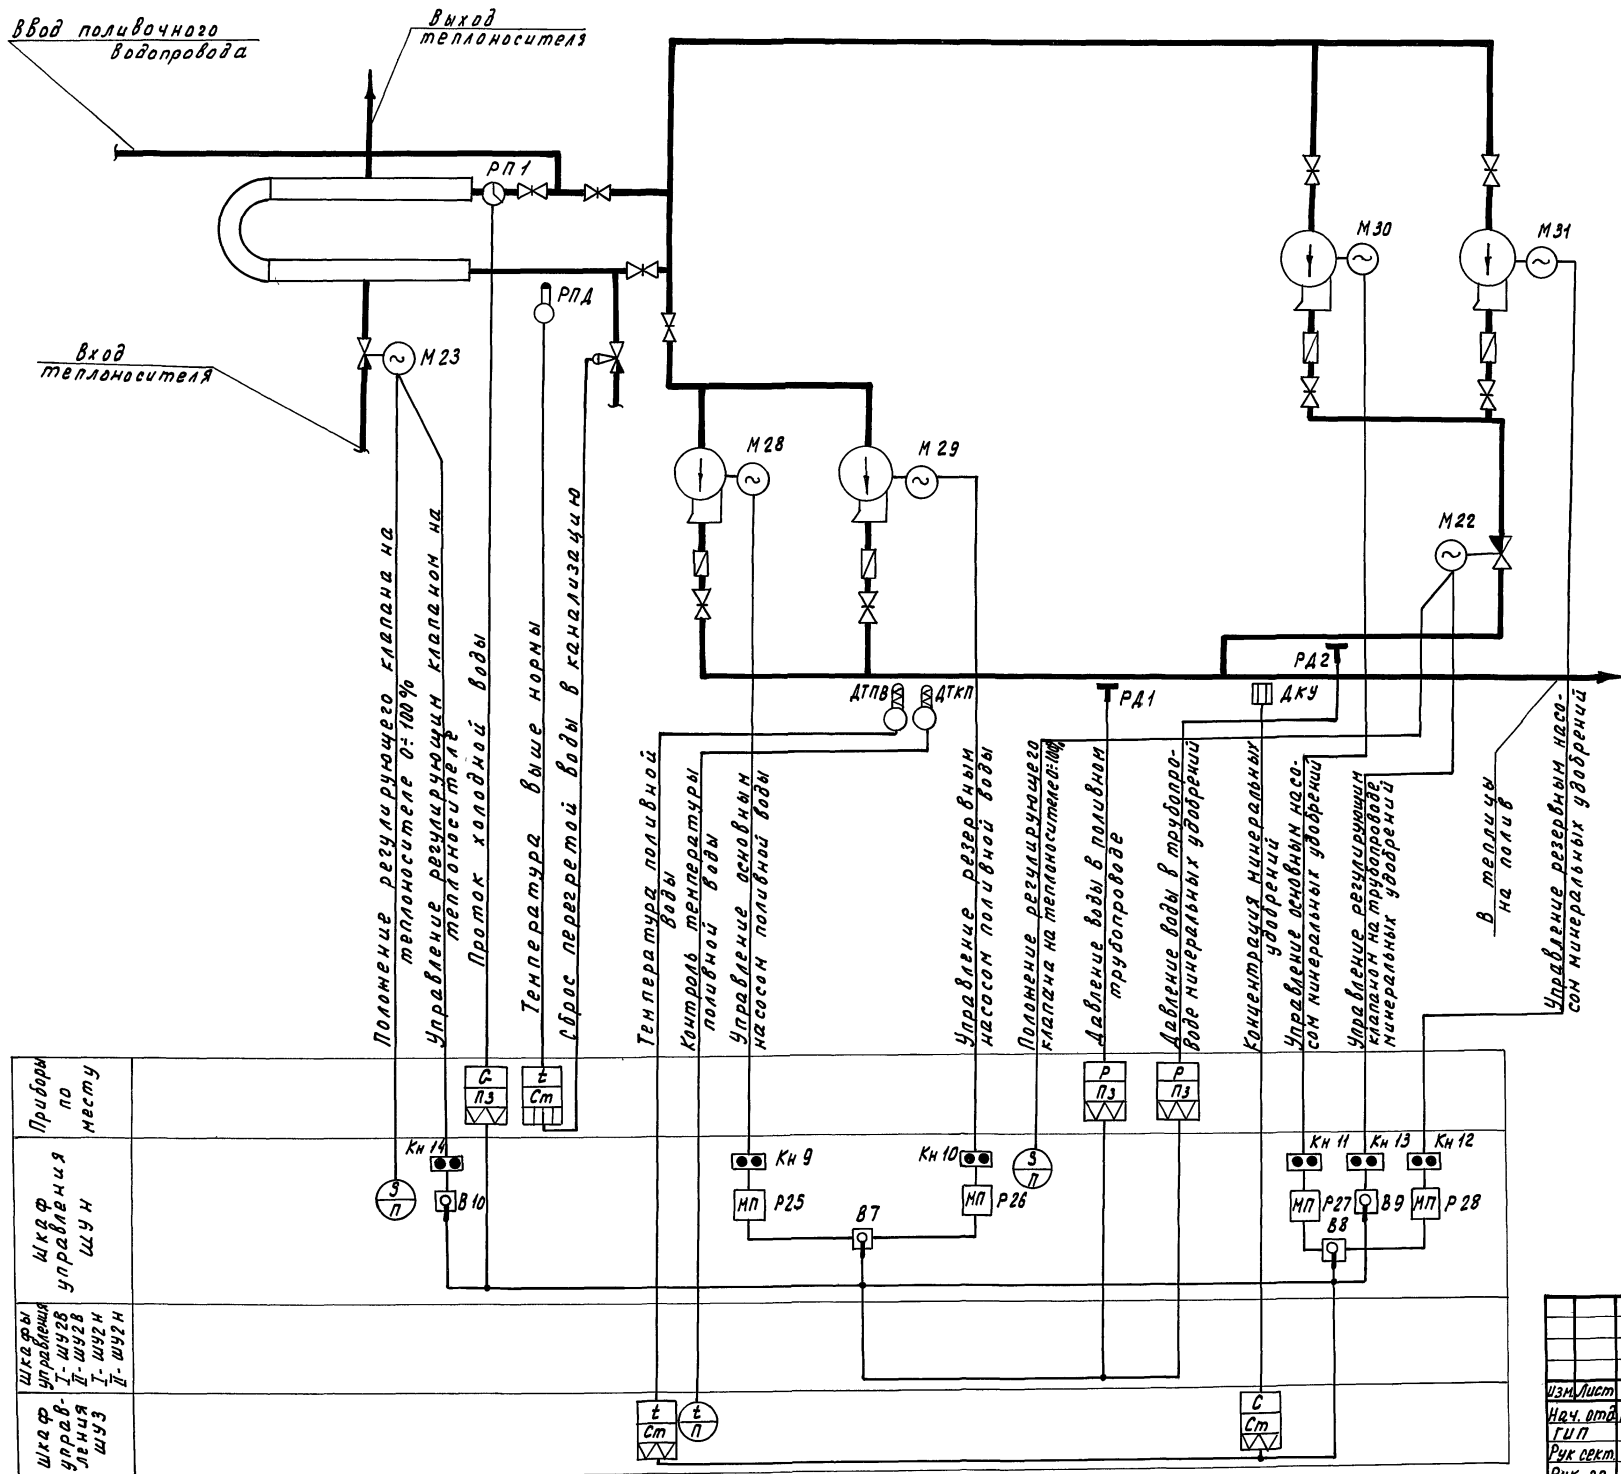 Ввод поливочного
водопровода
Выход
теплоносителя
РП1
РПД
Вход
теплоносителя
М23
М30
М31
М28
М29
М22
РД2
ДТПВ
ДТКП
РД1
ДКУ
Положение регулирующего клапана на
теплоносителе 0÷100%
Управление регулирующим клапаном на
теплоносителе
Проток холодной воды
Температура выше нормы
Сброс перегретой воды в канализацию
Температура поливной
воды
Контроль температуры
поливной воды
Управление основным
насосом поливной воды
Управление резервным
насосом поливной воды
Положение регулирующего
клапана на теплоносителе 0÷100%
Давление воды в поливном
трубопроводе
Давление воды в трубопро-
воде минеральных удобрений
Концентрация минеральных
удобрений
Управление основным насо-
сом минеральных удобрений
Управление регулирующим
клапаном на трубопроводе
минеральных удобрений
В теплицы
на полив
Управление резервным насо-
сом минеральных удобрений
Приборы
по
месту
G
ПЗ
t
Ст
P
ПЗ
P
ПЗ
Шкаф
управления
ШУН
Кн 14
В10
S
П
Кн 9
МП
Р25
В7
Кн 10
МП
Р26
S
П
Кн 11
Кн 13
Кн 12
МП
Р27
В9
МП
Р28
В8
Шкафы
управления
I- ШУ2В
II- ШУ2В
I- ШУ2Н
II- ШУ2Н
Шкаф
управ-
ления
ШУЗ
t
Ст
t
П
С
Ст
Изм. Лист
Нач. отд.
ГИП
Рук сект.